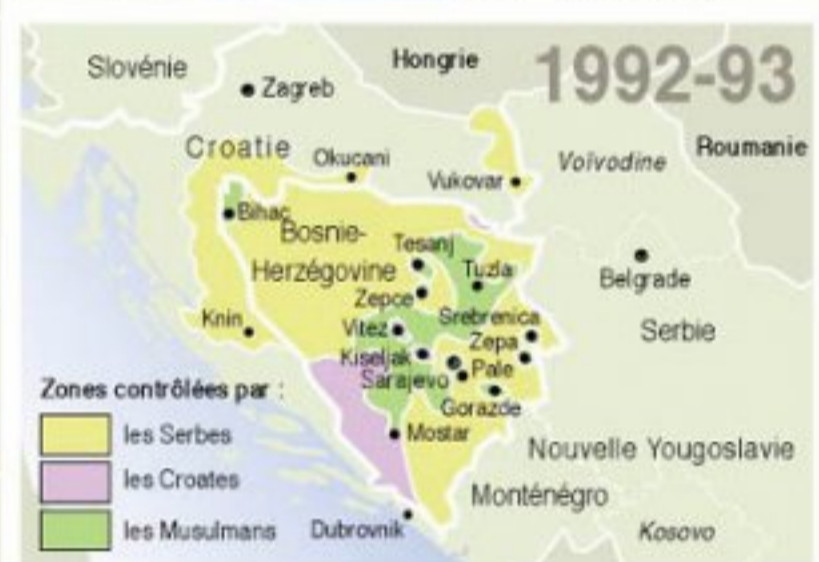 1992-93
Slovénie
Hongrie
Zagreb
Croatie
Okucani
Vukovar
Voïvodine
Roumanie
Bihac
Bosnie-
Herzégovine
Tesanj
Tuzla
Zepce
Belgrade
Knin
Vitez
Srebrenica
Zepa
Serbie
Kiseljak
Pale
Sarajevo
Gorazde
Mostar
Nouvelle Yougoslavie
Monténégro
Dubrovnik
Kosovo
Zones contrôlées par :
les Serbes
les Croates
les Musulmans